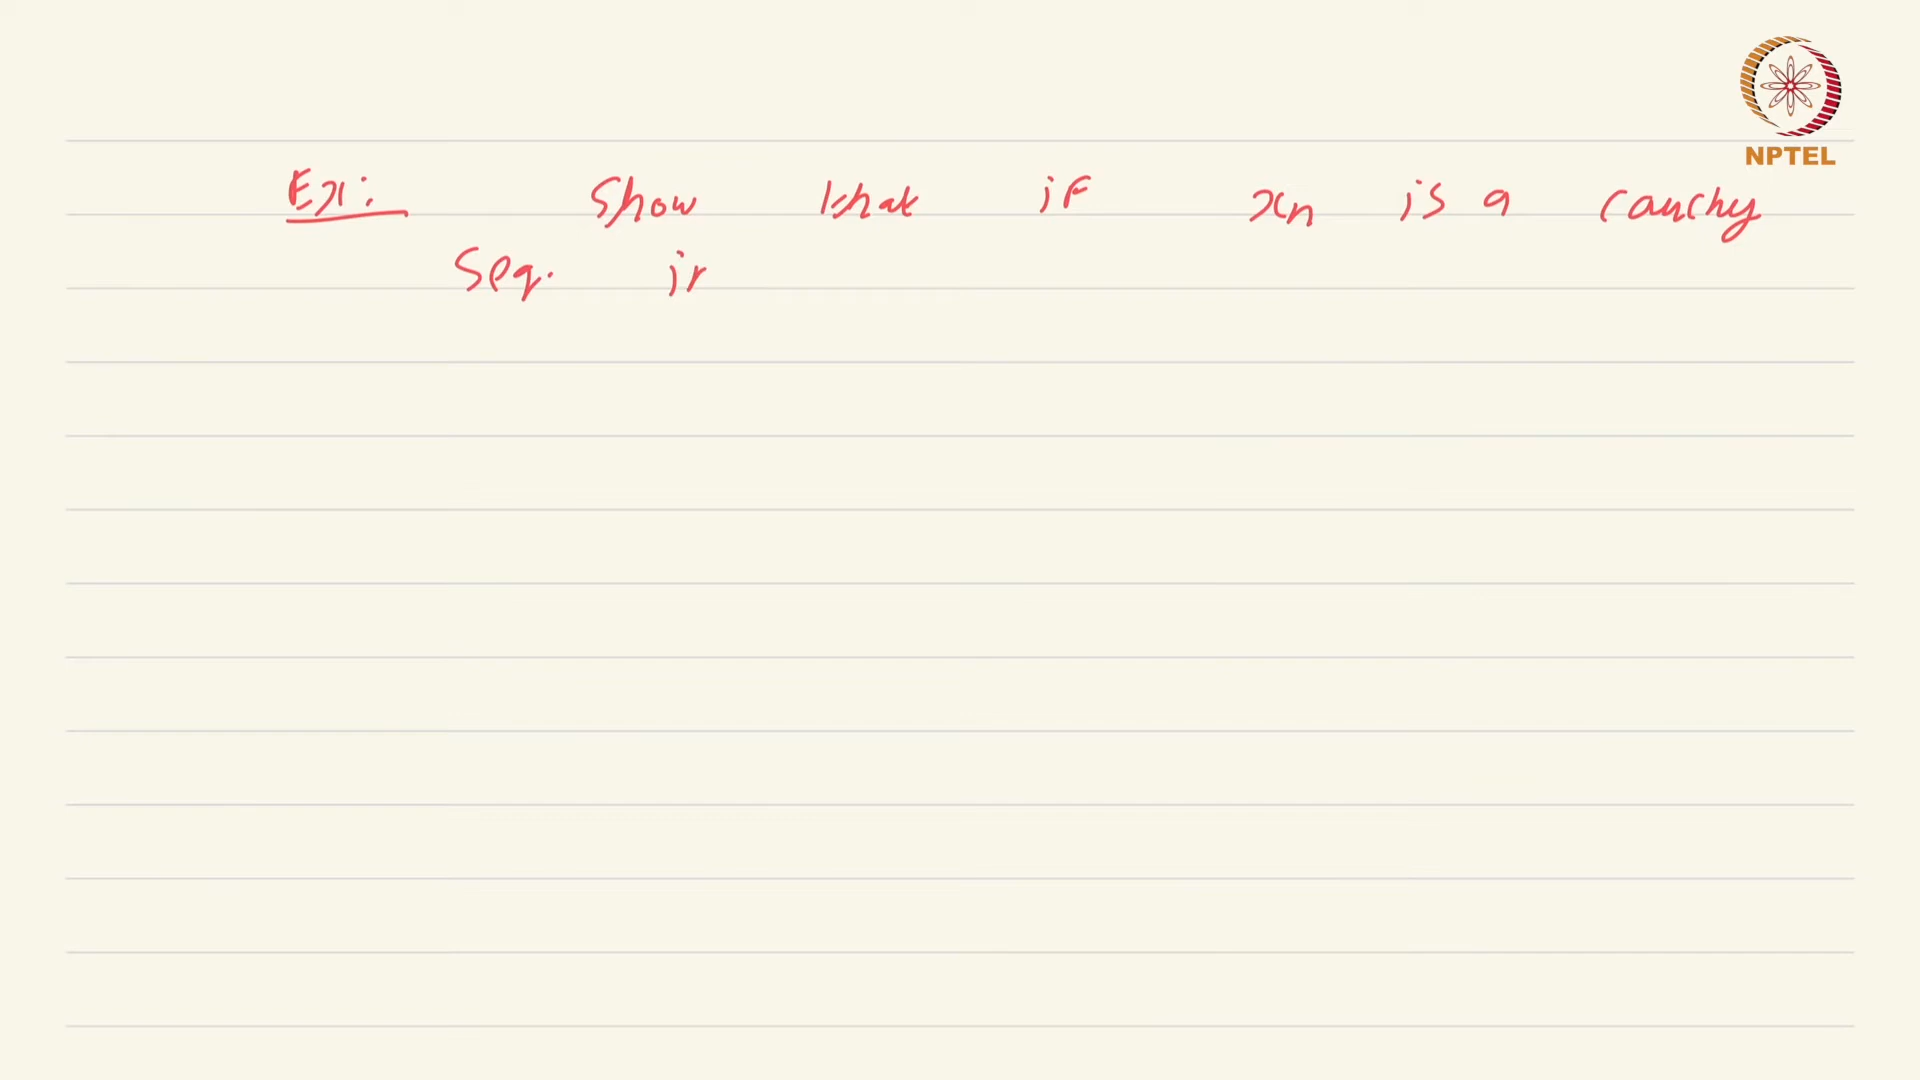 NPTEL
Ex: Show that if xn is a cauchy
Seq. in